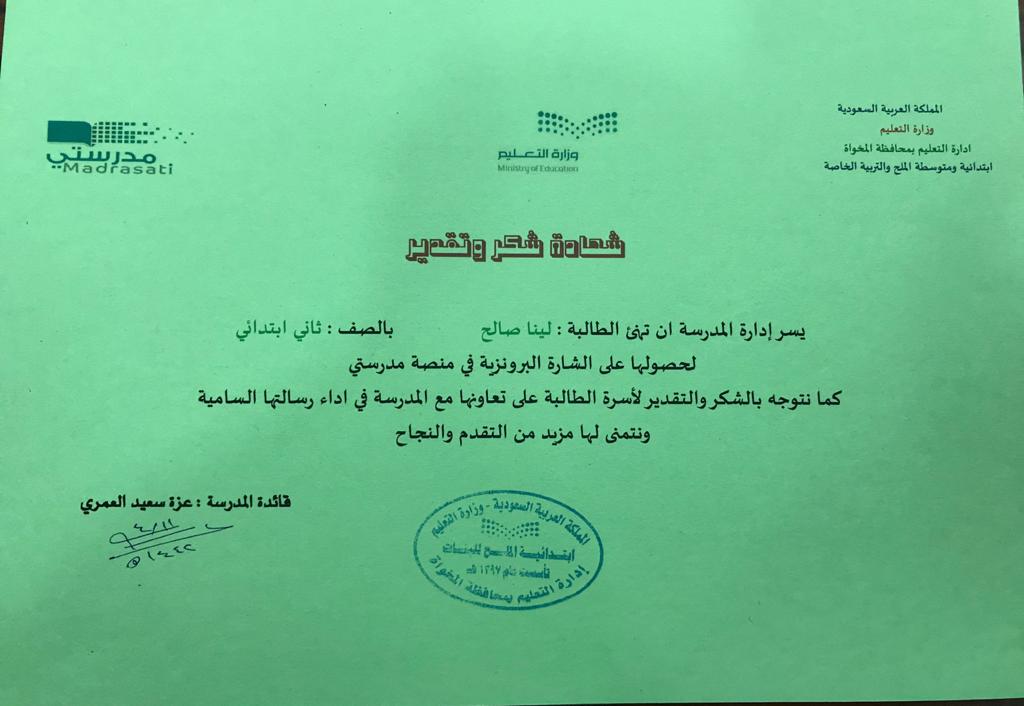 المملكة العربية السعودية
وزارة التعليم
ادارة التعليم بمحافظة المخواة
ابتدائية ومتوسطة الملح والتربية الخاصة
وزارة التعليم
Ministry of Education
مدرستي
Madrasati
شهادة شكر وتقدير
يسر إدارة المدرسة ان تهنئ الطالبة : لينا صالح بالصف : ثاني ابتدائي
لحصولها على الشارة البرونزية في منصة مدرستي
كما نتوجه بالشكر والتقدير لأسرة الطالبة على تعاونها مع المدرسة في اداء رسالتها السامية
ونتمنى لها مزيد من التقدم والنجاح
قائدة المدرسة : عزة سعيد العمري
٤/١١
١٤٤٢هـ
المملكة العربية السعودية - وزارة التعليم
ابتدائية الملح للبنات
تأسست عام ١٣٩٧ هـ
إدارة التعليم بمحافظة المخواة